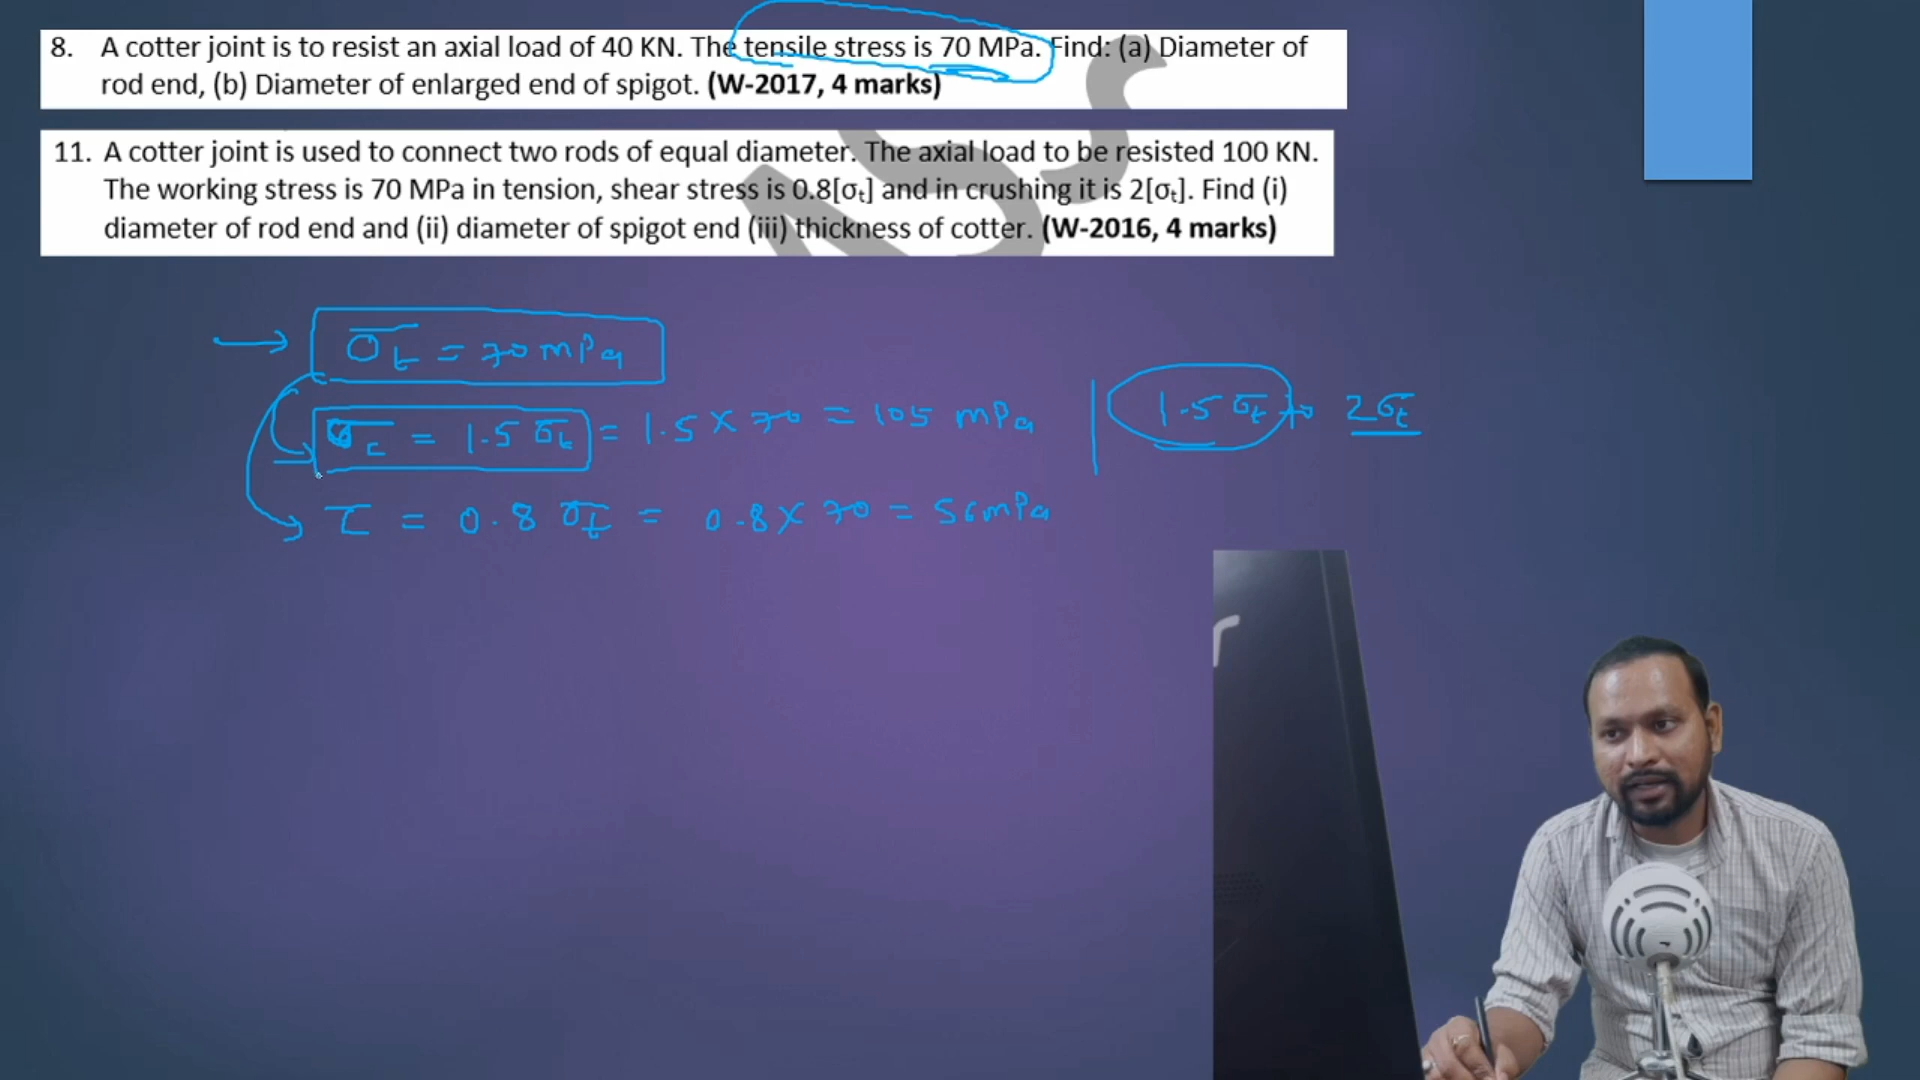 8. A cotter joint is to resist an axial load of 40 KN. The tensile stress is 70 MPa. Find: (a) Diameter of
rod end, (b) Diameter of enlarged end of spigot. (W-2017, 4 marks)
11. A cotter joint is used to connect two rods of equal diameter. The axial load to be resisted 100 KN.
The working stress is 70 MPa in tension, shear stress is 0.8[σt] and in crushing it is 2[σt]. Find (i)
diameter of rod end and (ii) diameter of spigot end (iii) thickness of cotter. (W-2016, 4 marks)
→ σt = 70 mPa
σc = 1.5 σt = 1.5 × 70 = 105 mPa | 1.5 σt to 2σt
τ = 0.8 σt = 0.8 × 70 = 56 mPa